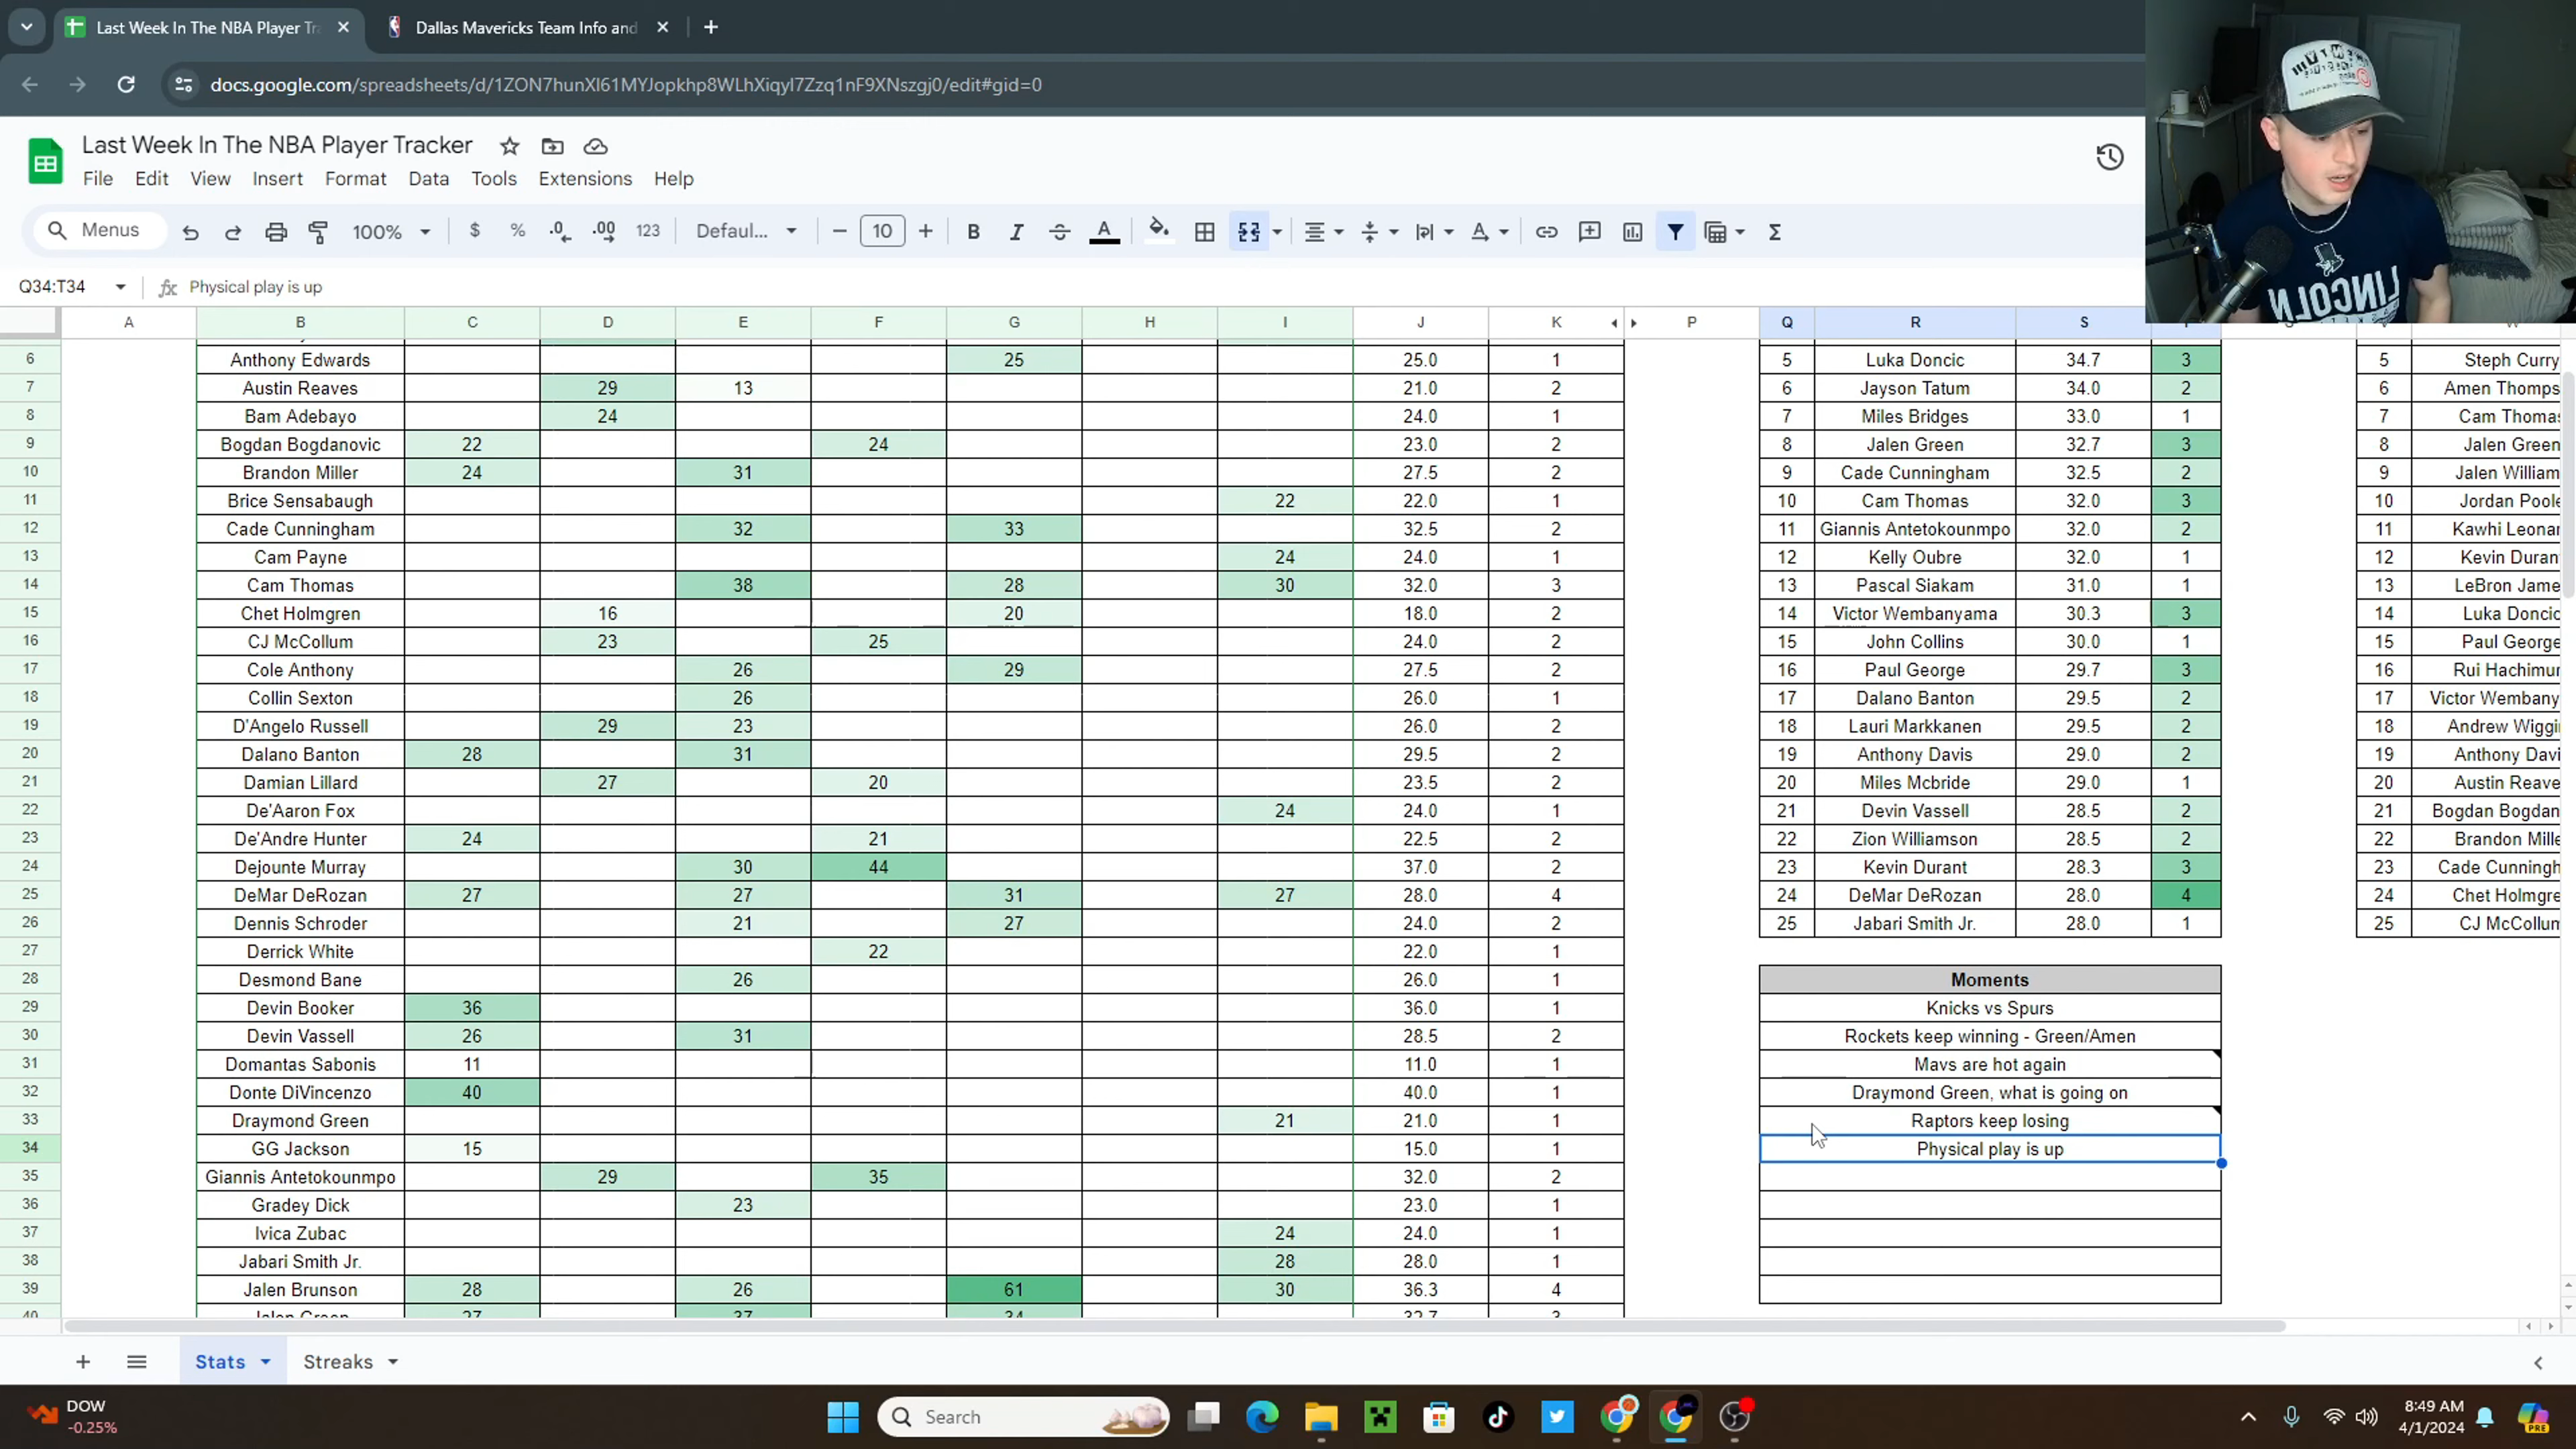 Last Week In The NBA Player Tr
Dallas Mavericks Team Info and
docs.google.com/spreadsheets/d/1ZON7hunXl61MYJopkhp8WLhXiqyl7Zzq1nF9XNszgj0/edit#gid=0
Last Week In The NBA Player Tracker
File Edit View Insert Format Data Tools Extensions Help
Menus 100% $ % .0 .00 123 Defaul... 10 B I A
Q34:T34 fx Physical play is up
LINCOLN
A B C D E F G H I J K P Q R S
6 Anthony Edwards 25 25.0 1 5 Luka Doncic 34.7 3 5 Steph Curry
7 Austin Reaves 29 13 21.0 2 6 Jayson Tatum 34.0 2 6 Amen Thomps
8 Bam Adebayo 24 24.0 1 7 Miles Bridges 33.0 1 7 Cam Thomas
9 Bogdan Bogdanovic 22 24 23.0 2 8 Jalen Green 32.7 3 8 Jalen Green
10 Brandon Miller 24 31 27.5 2 9 Cade Cunningham 32.5 2 9 Jalen William
11 Brice Sensabaugh 22 22.0 1 10 Cam Thomas 32.0 3 10 Jordan Poole
12 Cade Cunningham 32 33 32.5 2 11 Giannis Antetokounmpo 32.0 2 11 Kawhi Leonar
13 Cam Payne 24 24.0 1 12 Kelly Oubre 32.0 1 12 Kevin Durant
14 Cam Thomas 38 28 30 32.0 3 13 Pascal Siakam 31.0 1 13 LeBron Jame
15 Chet Holmgren 16 20 18.0 2 14 Victor Wembanyama 30.3 3 14 Luka Doncic
16 CJ McCollum 23 25 24.0 2 15 John Collins 30.0 1 15 Paul George
17 Cole Anthony 26 29 27.5 2 16 Paul George 29.7 3 16 Rui Hachimur
18 Collin Sexton 26 26.0 1 17 Dalano Banton 29.5 2 17 Victor Wembany
19 D'Angelo Russell 29 23 26.0 2 18 Lauri Markkanen 29.5 2 18 Andrew Wiggi
20 Dalano Banton 28 31 29.5 2 19 Anthony Davis 29.0 2 19 Anthony Davi
21 Damian Lillard 27 20 23.5 2 20 Miles Mcbride 29.0 1 20 Austin Reave
22 De'Aaron Fox 24 24.0 1 21 Devin Vassell 28.5 2 21 Bogdan Bogdan
23 De'Andre Hunter 24 21 22.5 2 22 Zion Williamson 28.5 2 22 Brandon Mille
24 Dejounte Murray 30 44 37.0 2 23 Kevin Durant 28.3 3 23 Cade Cunningh
25 DeMar DeRozan 27 27 31 27 28.0 4 24 DeMar DeRozan 28.0 4 24 Chet Holmgre
26 Dennis Schroder 21 27 24.0 2 25 Jabari Smith Jr. 28.0 1 25 CJ McCollum
27 Derrick White 22 22.0 1
28 Desmond Bane 26 26.0 1 Moments
29 Devin Booker 36 36.0 1 Knicks vs Spurs
30 Devin Vassell 26 31 28.5 2 Rockets keep winning - Green/Amen
31 Domantas Sabonis 11 11.0 1 Mavs are hot again
32 Donte DiVincenzo 40 40.0 1 Draymond Green, what is going on
33 Draymond Green 21 21.0 1 Raptors keep losing
34 GG Jackson 15 15.0 1 Physical play is up
35 Giannis Antetokounmpo 29 35 32.0 2
36 Gradey Dick 23 23.0 1
37 Ivica Zubac 24 24.0 1
38 Jabari Smith Jr. 28 28.0 1
39 Jalen Brunson 28 26 61 30 36.3 4
40 Jalen Green 27 37 34 32.7 3
Stats Streaks
DOW
-0.25%
Search
8:49 AM
4/1/2024
PRE